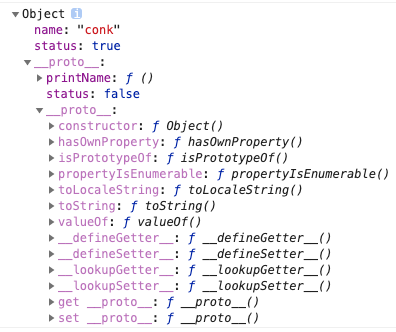 Object i
name: "conk"
status: true
__proto__:
printName: ƒ ()
status: false
__proto__:
constructor: ƒ Object()
hasOwnProperty: ƒ hasOwnProperty()
isPrototypeOf: ƒ isPrototypeOf()
propertyIsEnumerable: ƒ propertyIsEnumerable()
toLocaleString: ƒ toLocaleString()
toString: ƒ toString()
valueOf: ƒ valueOf()
__defineGetter__: ƒ __defineGetter__()
__defineSetter__: ƒ __defineSetter__()
__lookupGetter__: ƒ __lookupGetter__()
__lookupSetter__: ƒ __lookupSetter__()
get __proto__: ƒ __proto__()
set __proto__: ƒ __proto__()